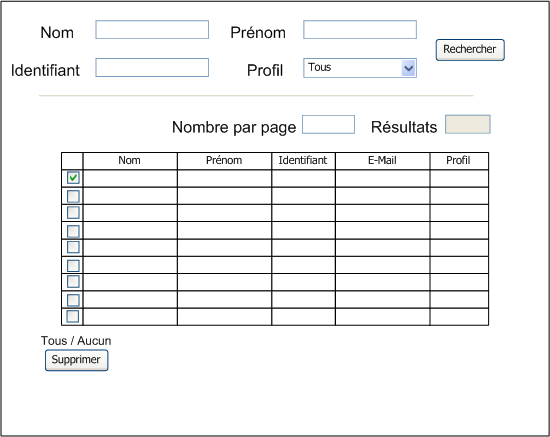 Nom Prénom
Rechercher
Identifiant Profil Tous
Nombre par page Résultats
Nom Prénom Identifiant E-Mail Profil
Tous / Aucun
Supprimer